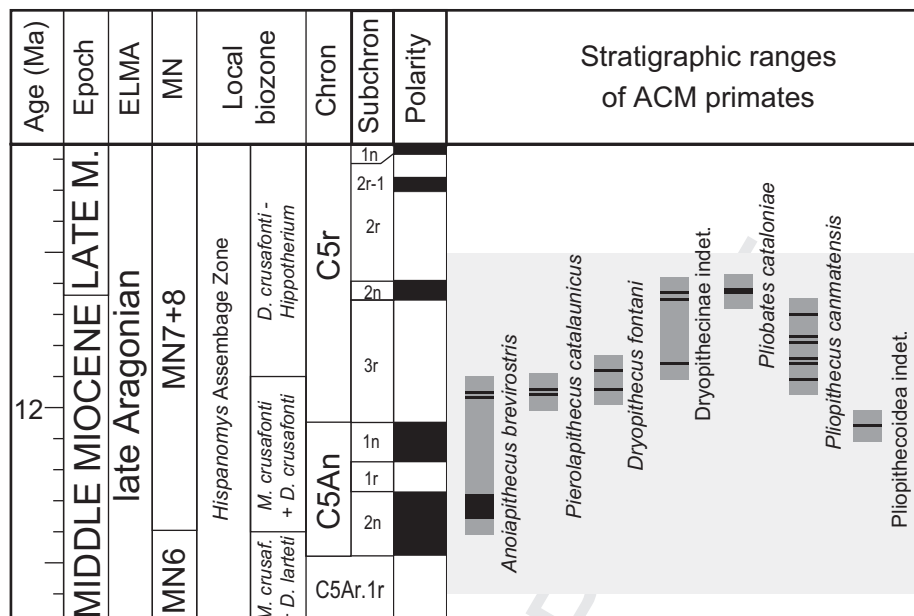 Age (Ma)
Epoch
ELMA
MN
Local
biozone
Chron
Subchron
Polarity
Stratigraphic ranges
of ACM primates
12
LATE M.
MIDDLE MIOCENE
late Aragonian
MN7+8
MN6
Hispanomys Assembage Zone
D. crusafonti -
Hippotherium
M. crusafonti
+ D. crusafonti
M. crusaf.
- D. larteti
C5r
C5An
C5Ar.1r
1n
2r-1
2r
2n
3r
1n
1r
2n
Anoiapithecus brevirostris
Pierolapithecus catalaunicus
Dryopithecus fontani
Dryopithecinae indet.
Pliobates cataloniae
Pliopithecus canmatensis
Pliopithecoidea indet.